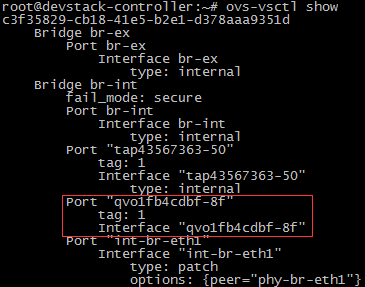 root@devstack-controller:~# ovs-vsctl show
c3f35829-cb18-41e5-b2e1-d378aaa9351d
Bridge br-ex
Port br-ex
Interface br-ex
type: internal
Bridge br-int
fail_mode: secure
Port br-int
Interface br-int
type: internal
Port "tap43567363-50"
tag: 1
Interface "tap43567363-50"
type: internal
Port "qvo1fb4cdbf-8f"
tag: 1
Interface "qvo1fb4cdbf-8f"
Port "int-br-eth1"
Interface "int-br-eth1"
type: patch
options: {peer="phy-br-eth1"}